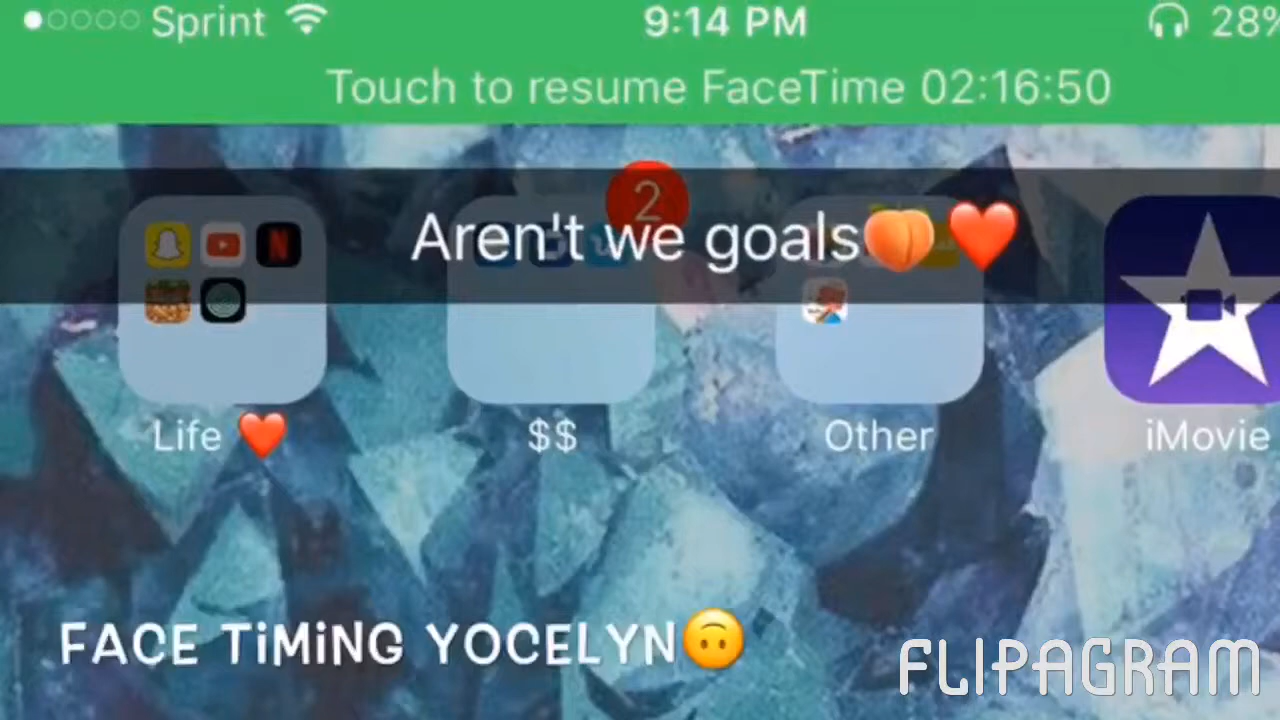 Sprint 9:14 PM 28%
Touch to resume FaceTime 02:16:50
2
Aren't we goals🍑❤️
Life ❤️ $$ Other iMovie
FACE TiMiNG YOCELYN🙃
FLIPAGRAM